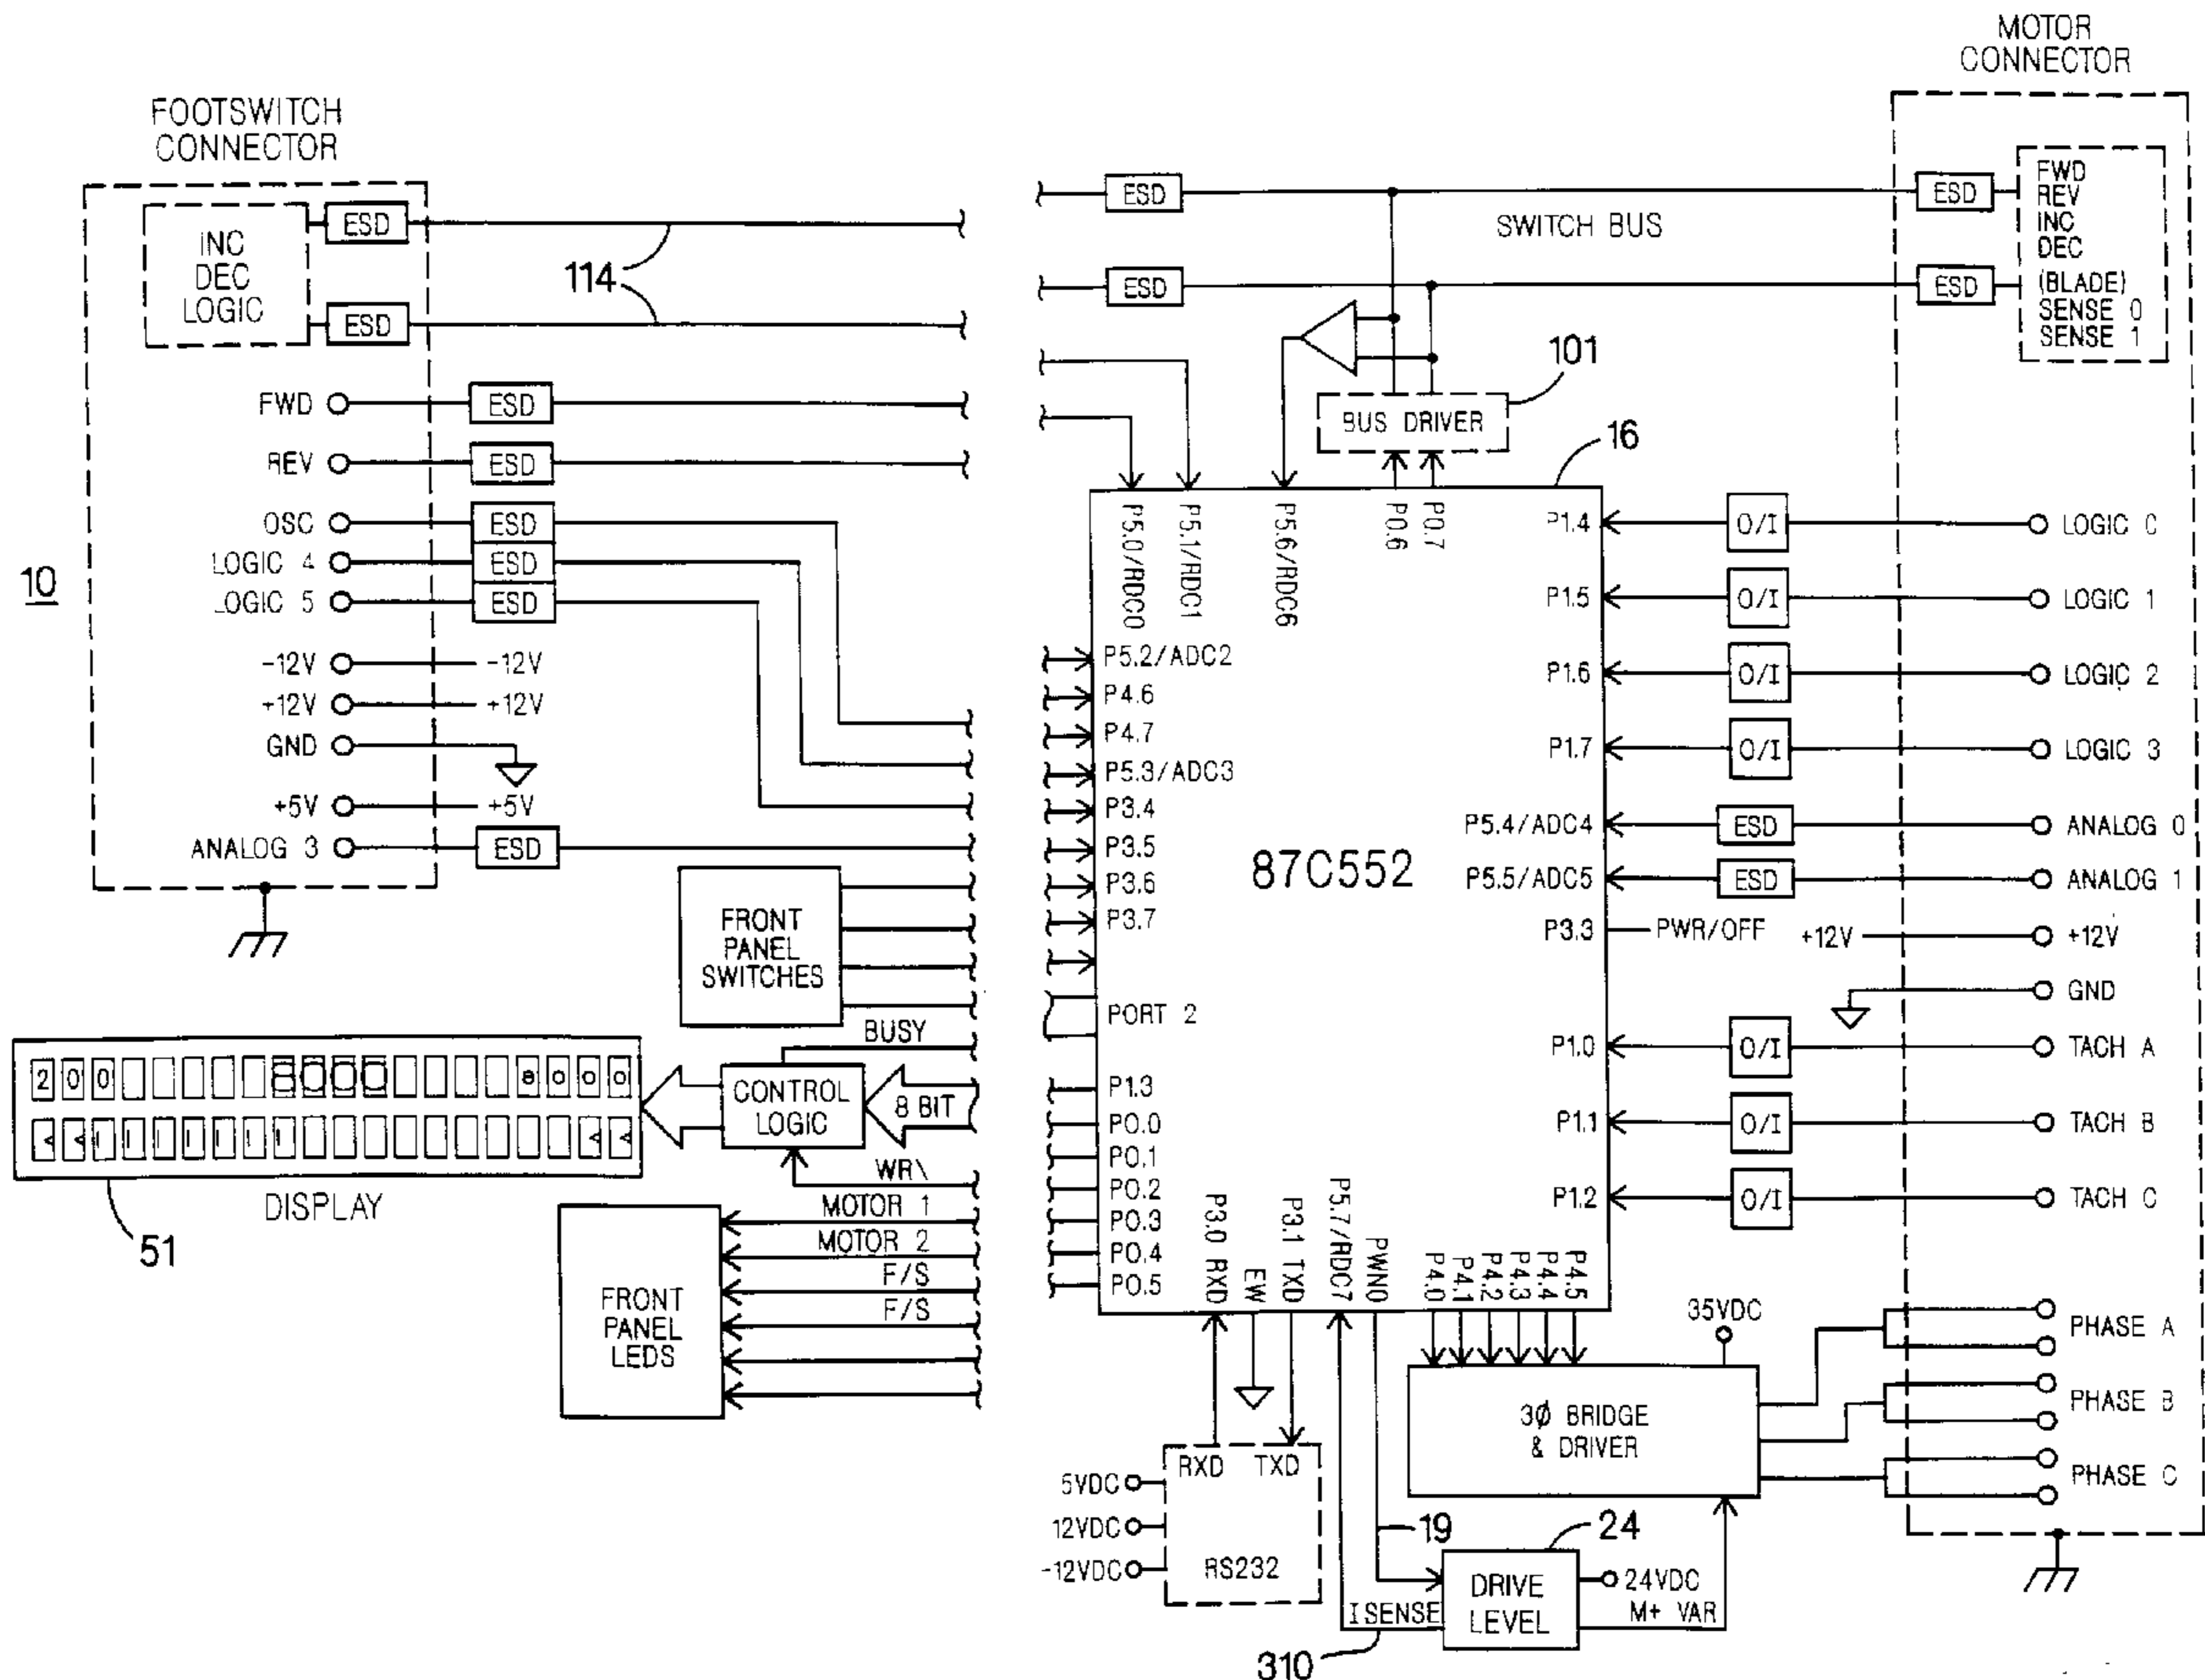 MOTOR
CONNECTOR
FOOTSWITCH
CONNECTOR
INC
DEC
LOGIC
ESD
ESD
114
FWD
ESD
REV
ESD
OSC
ESD
LOGIC 4
ESD
LOGIC 5
ESD
10
-12V
-12V
+12V
+12V
GND
+5V
+5V
ANALOG 3
ESD
FRONT
PANEL
SWITCHES
BUSY
CONTROL
LOGIC
8 BIT
WR\
200
DISPLAY
51
MOTOR 1
MOTOR 2
F/S
F/S
FRONT
PANEL
LEDS
ESD
ESD
SWITCH BUS
ESD
ESD
FWD
REV
INC
DEC
(BLADE)
SENSE 0
SENSE 1
101
BUS DRIVER
16
P5.0/RDC0
P5.1/RDC1
P5.6/RDC6
P0.6
P0.7
P5.2/ADC2
P4.6
P4.7
P5.3/ADC3
P3.4
P3.5
P3.6
P3.7
PORT 2
P1.3
P0.0
P0.1
P0.2
P0.3
P0.4
P0.5
87C552
P1.4
O/I
LOGIC 0
P1.5
O/I
LOGIC 1
P1.6
O/I
LOGIC 2
P1.7
O/I
LOGIC 3
P5.4/ADC4
ESD
ANALOG 0
P5.5/ADC5
ESD
ANALOG 1
P3.3
PWR/OFF
+12V
+12V
GND
P1.0
O/I
TACH A
P1.1
O/I
TACH B
P1.2
O/I
TACH C
P3.0 RXD
EW
P3.1 TXD
P5.7/RDC7
PWN0
P4.0
P4.1
P4.2
P4.3
P4.4
P4.5
35VDC
3Ø BRIDGE
& DRIVER
PHASE A
PHASE B
PHASE C
RXD
TXD
5VDC
12VDC
-12VDC
RS232
19
24
DRIVE
LEVEL
24VDC
M+ VAR
I SENSE
310